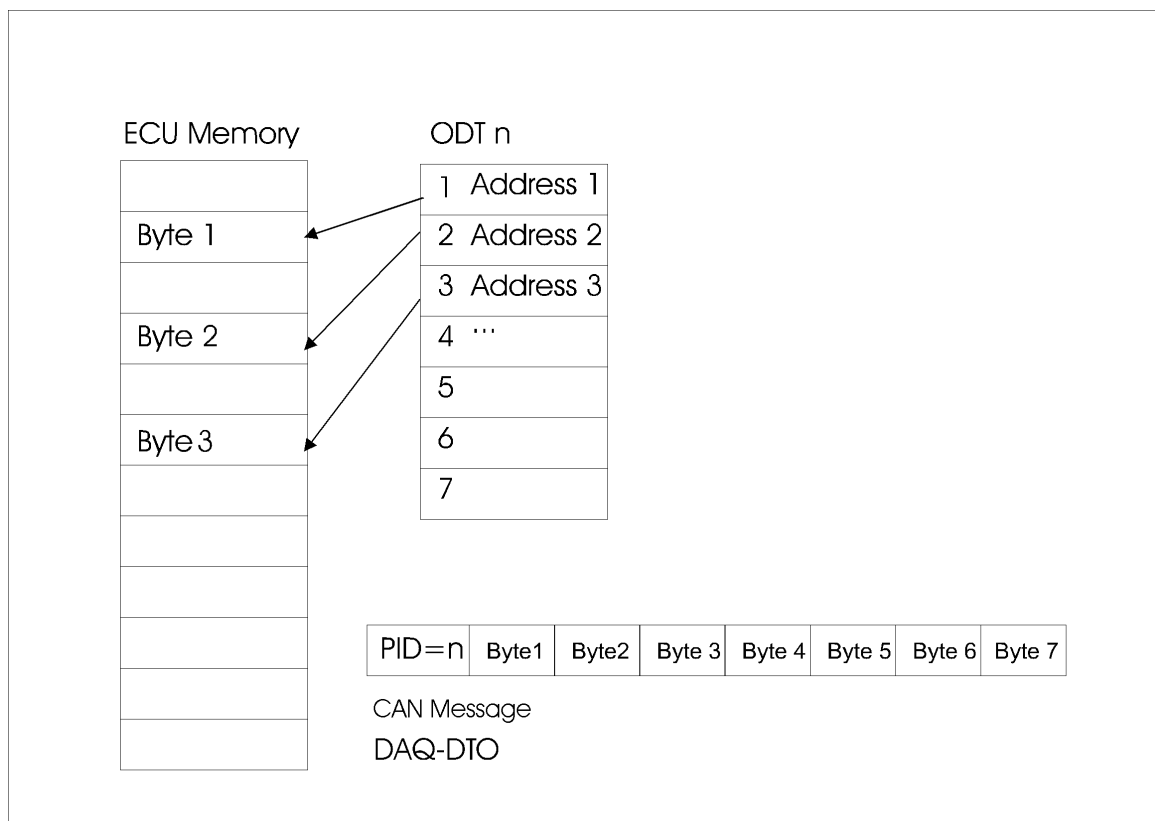 ECU Memory
Byte 1
Byte 2
Byte 3
ODT n
1 Address 1
2 Address 2
3 Address 3
4 ...
5
6
7
PID=n Byte1 Byte2 Byte 3 Byte 4 Byte 5 Byte 6 Byte 7
CAN Message
DAQ-DTO